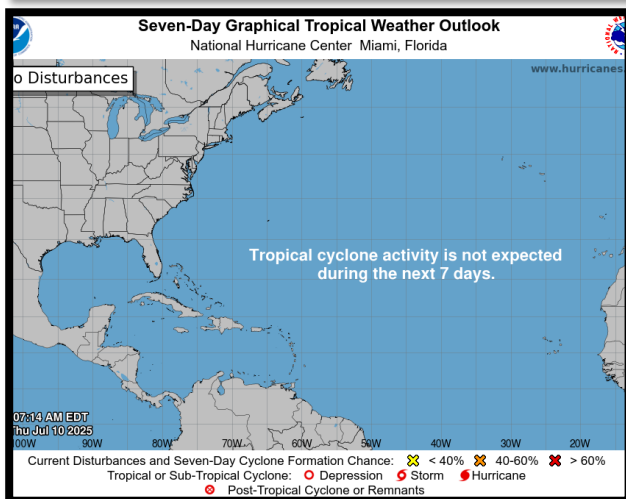 Seven-Day Graphical Tropical Weather Outlook
National Hurricane Center Miami, Florida
www.hurricanes.
o Disturbances
Tropical cyclone activity is not expected
during the next 7 days.
07:14 AM EDT
Thu Jul 10 2025
100W 90W 80W 70W 60W 50W 40W 30W 20W
Current Disturbances and Seven-Day Cyclone Formation Chance: < 40% 40-60% > 60%
Tropical or Sub-Tropical Cyclone: Depression Storm Hurricane
Post-Tropical Cyclone or Remnants